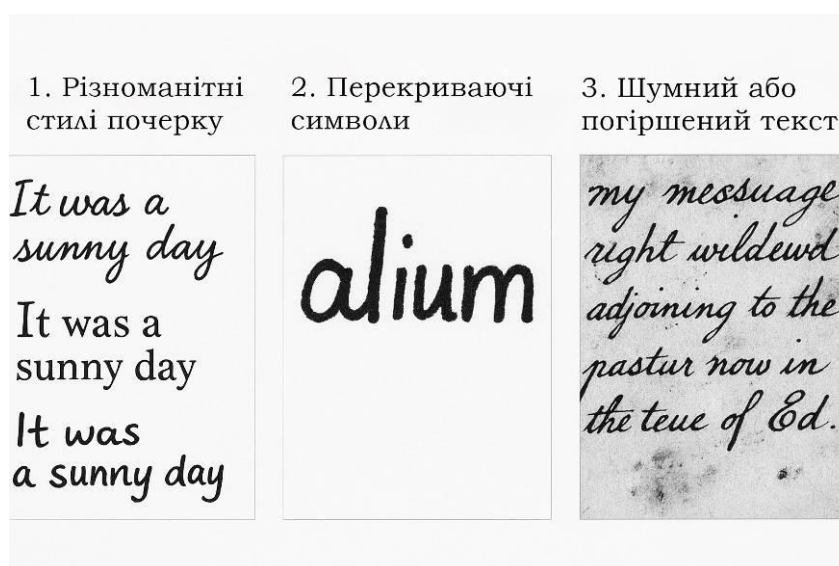 1. Різноманітні
стилі почерку
It was a
sunny day
It was a
sunny day
It was
a sunny day
2. Перекриваючі
символи
alium
3. Шумний або
погіршений текст
my messuage
right wildewd
adjoining to the
pastur now in
the teue of Ed.